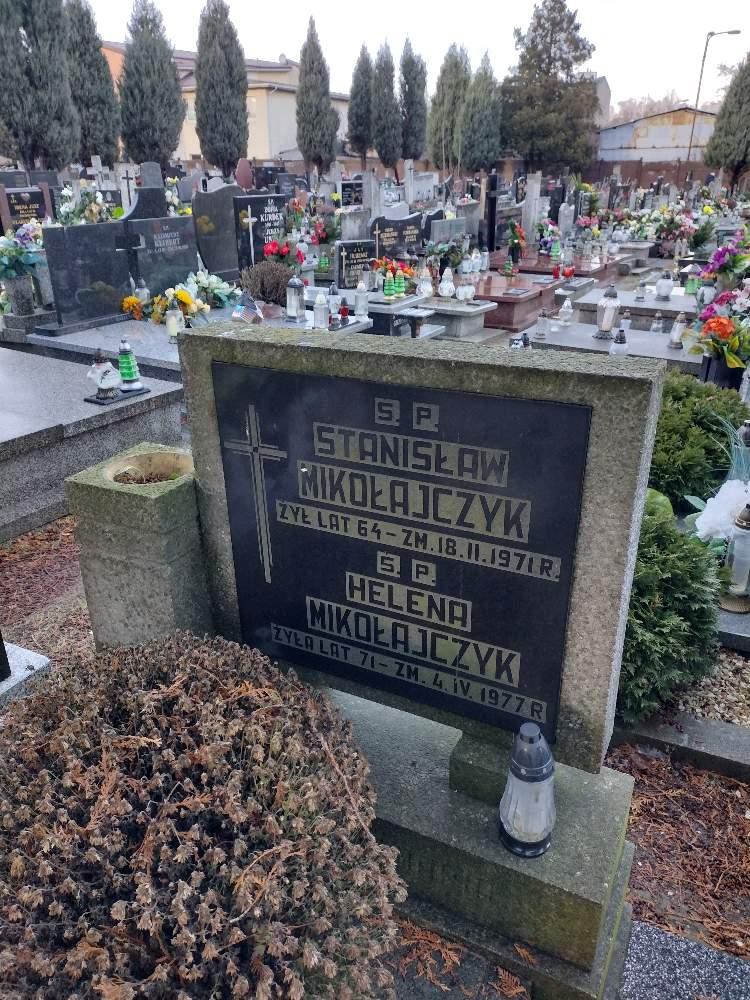 Ś. P.
STANISŁAW
MIKOŁAJCZYK
ŻYŁ LAT 64 – ZM. 18.II.1971 R.
Ś. P.
HELENA
MIKOŁAJCZYK
ŻYŁA LAT 71 – ZM. 4.IV.1977 R